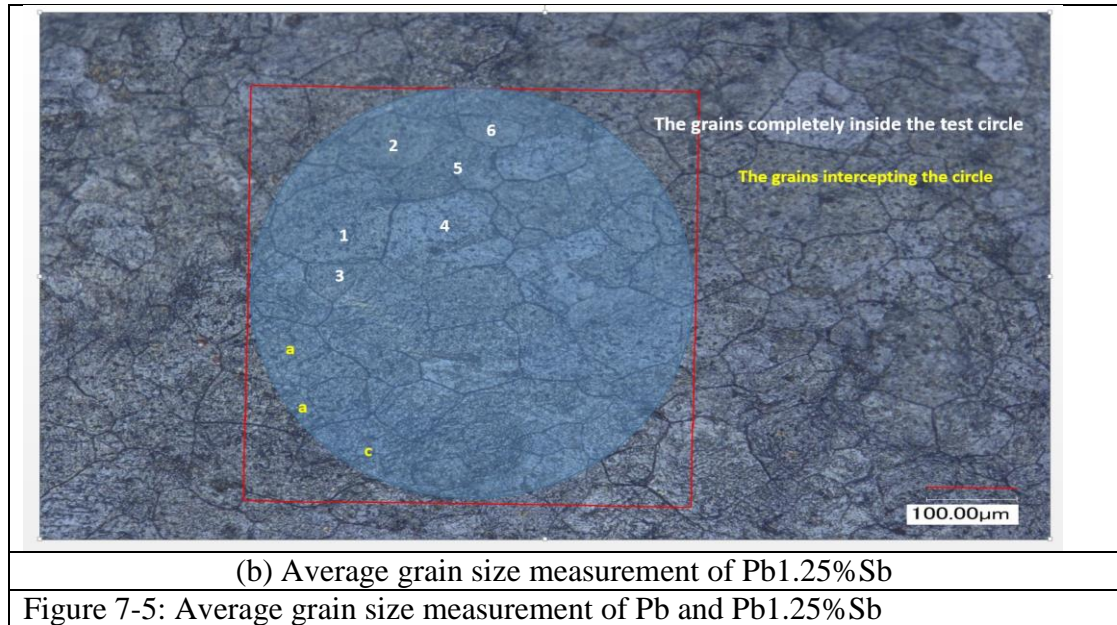 The grains completely inside the test circle
The grains intercepting the circle
2
6
5
1
4
3
a
a
c
100.00µm
(b) Average grain size measurement of Pb1.25%Sb
Figure 7-5: Average grain size measurement of Pb and Pb1.25%Sb